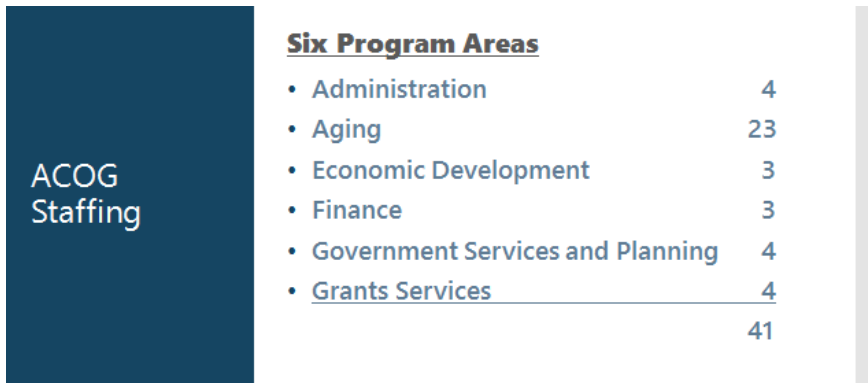 ACOG
Staffing
Six Program Areas
• Administration 4
• Aging 23
• Economic Development 3
• Finance 3
• Government Services and Planning 4
• Grants Services 4
41